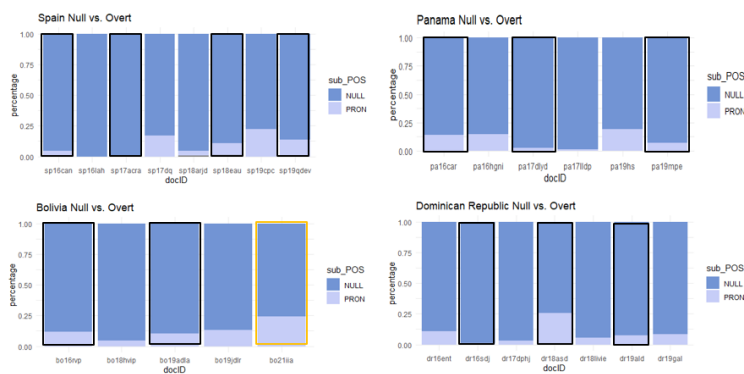 Spain Null vs. Overt
percentage
1.00
0.75
0.50
0.25
0.00
sp16can sp16lah sp17acra sp17dq sp18arjd sp18eau sp19cpc sp19qdev
docID
sub_POS
NULL
PRON
Panama Null vs. Overt
percentage
1.00
0.75
0.50
0.25
0.00
pa16car pa16hgni pa17dlyd pa17lldp pa19hs pa19mpe
docID
sub_POS
NULL
PRON
Bolivia Null vs. Overt
percentage
1.00
0.75
0.50
0.25
0.00
bo16rvp bo18hvip bo19adla bo19jdlr bo21iia
docID
sub_POS
NULL
PRON
Dominican Republic Null vs. Overt
percentage
1.00
0.75
0.50
0.25
0.00
dr16ent dr16sdj dr17dphj dr18asd dr18livie dr19ald dr19gal
docID
sub_POS
NULL
PRON